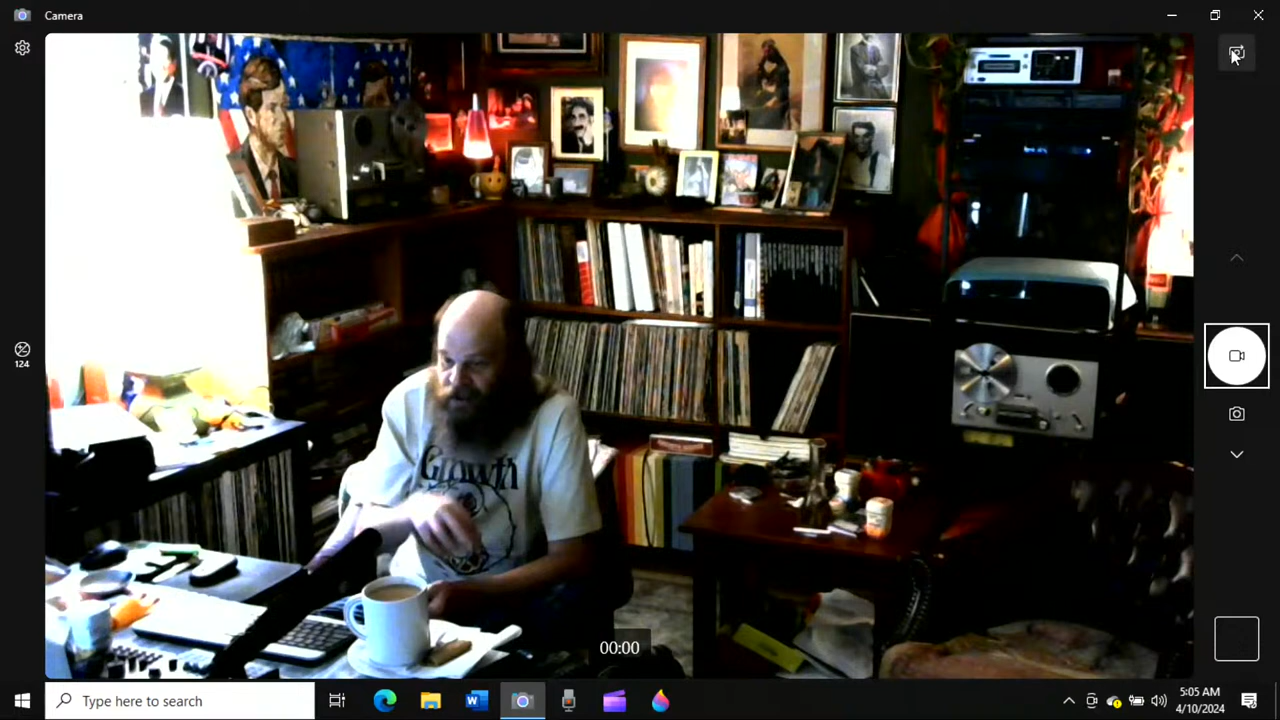 Camera
124
Growth
00:00
Type here to search
5:05 AM
4/10/2024